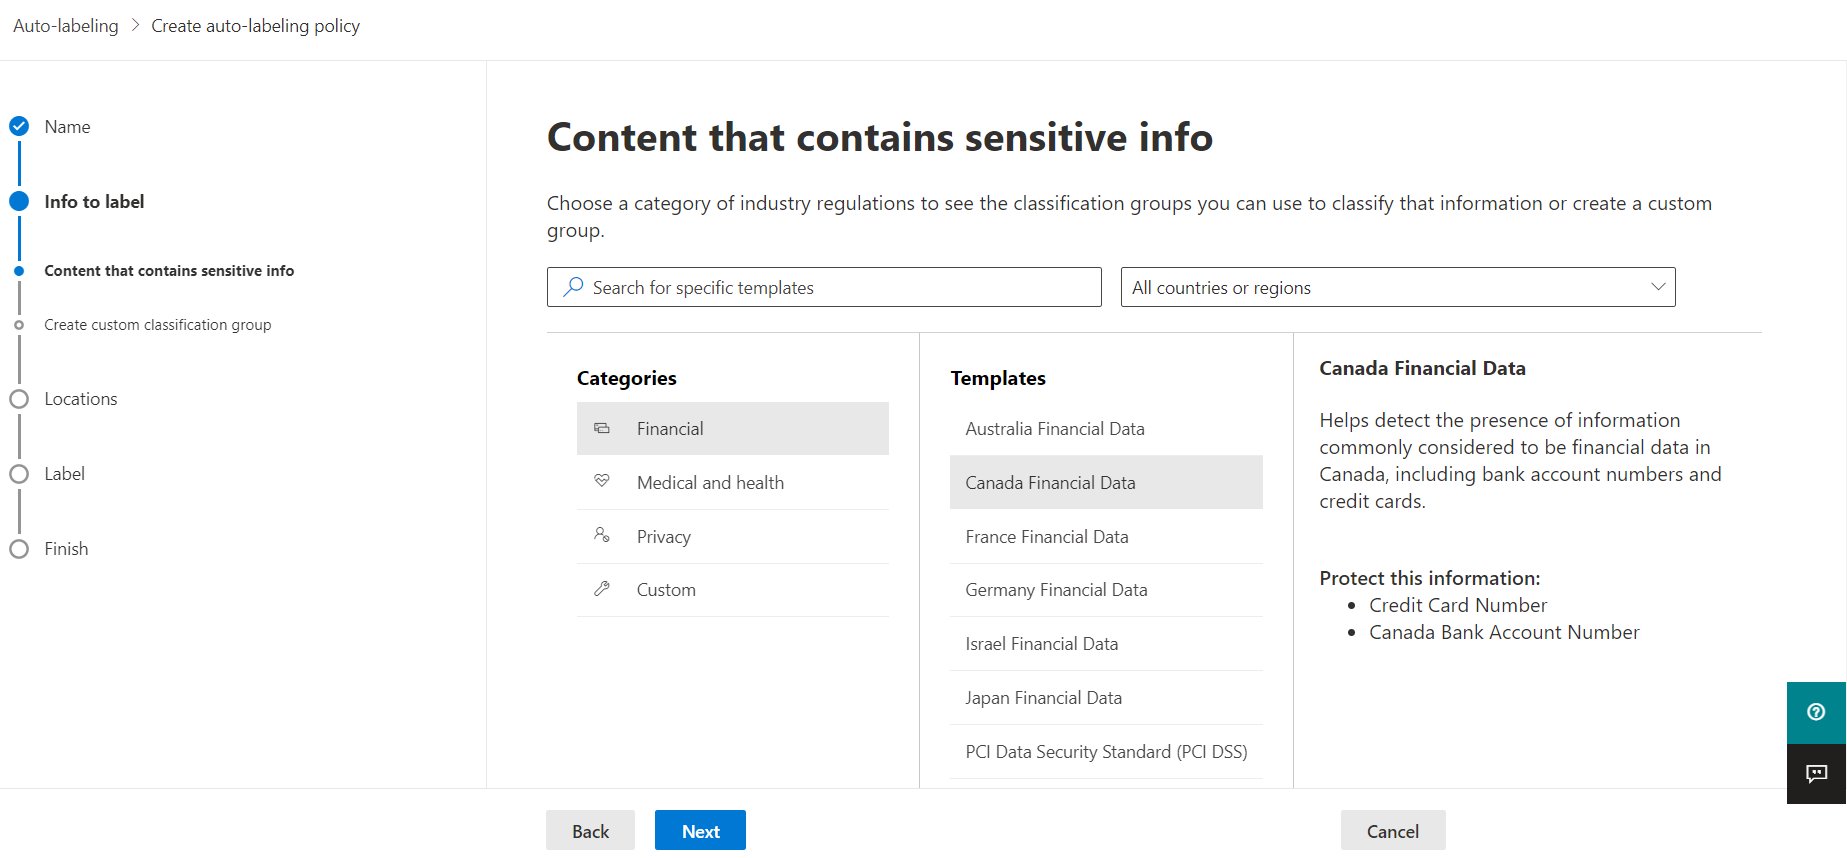 Auto-labeling > Create auto-labeling policy
Name
Info to label
Content that contains sensitive info
Create custom classification group
Locations
Label
Finish
Content that contains sensitive info
Choose a category of industry regulations to see the classification groups you can use to classify that information or create a custom
group.
Search for specific templates
All countries or regions
Categories
Financial
Medical and health
Privacy
Custom
Templates
Australia Financial Data
Canada Financial Data
France Financial Data
Germany Financial Data
Israel Financial Data
Japan Financial Data
PCI Data Security Standard (PCI DSS)
Canada Financial Data
Helps detect the presence of information
commonly considered to be financial data in
Canada, including bank account numbers and
credit cards.
Protect this information:
• Credit Card Number
• Canada Bank Account Number
Back
Next
Cancel